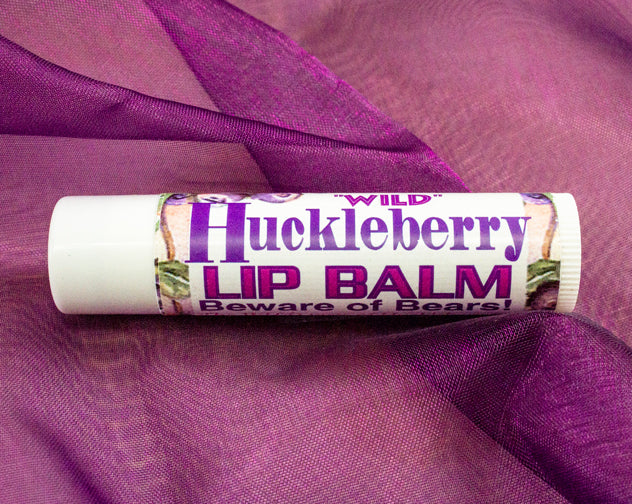 "WILD"
Huckleberry
LIP BALM
Beware of Bears!